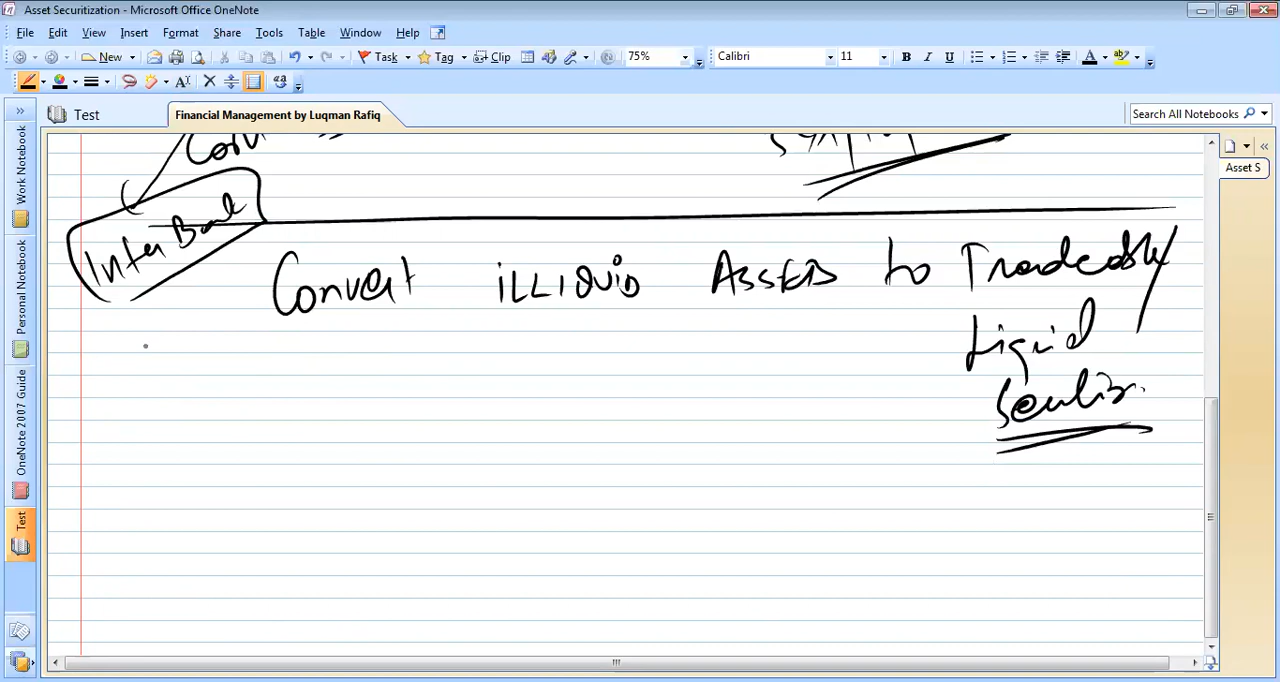 Asset Securitization - Microsoft Office OneNote
File Edit View Insert Format Share Tools Table Window Help
New Task Tag Clip 75% Calibri 11 B I U A ab
Test Financial Management by Luqman Rafiq Search All Notebooks
Work Notebook
Personal Notebook
OneNote 2007 Guide
Test
Asset S
Inter Bank
Convert ILLIQUID ASSETS to Tradeable/
Liquid